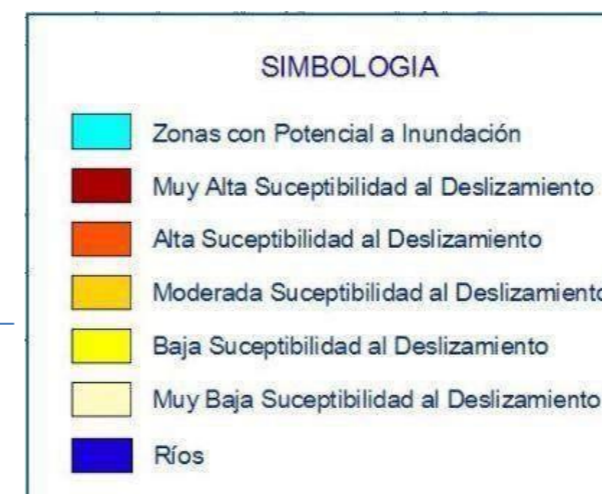 SIMBOLOGIA
Zonas con Potencial a Inundación
Muy Alta Suceptibilidad al Deslizamiento
Alta Suceptibilidad al Deslizamiento
Moderada Suceptibilidad al Deslizamiento
Baja Suceptibilidad al Deslizamiento
Muy Baja Suceptibilidad al Deslizamiento
Ríos